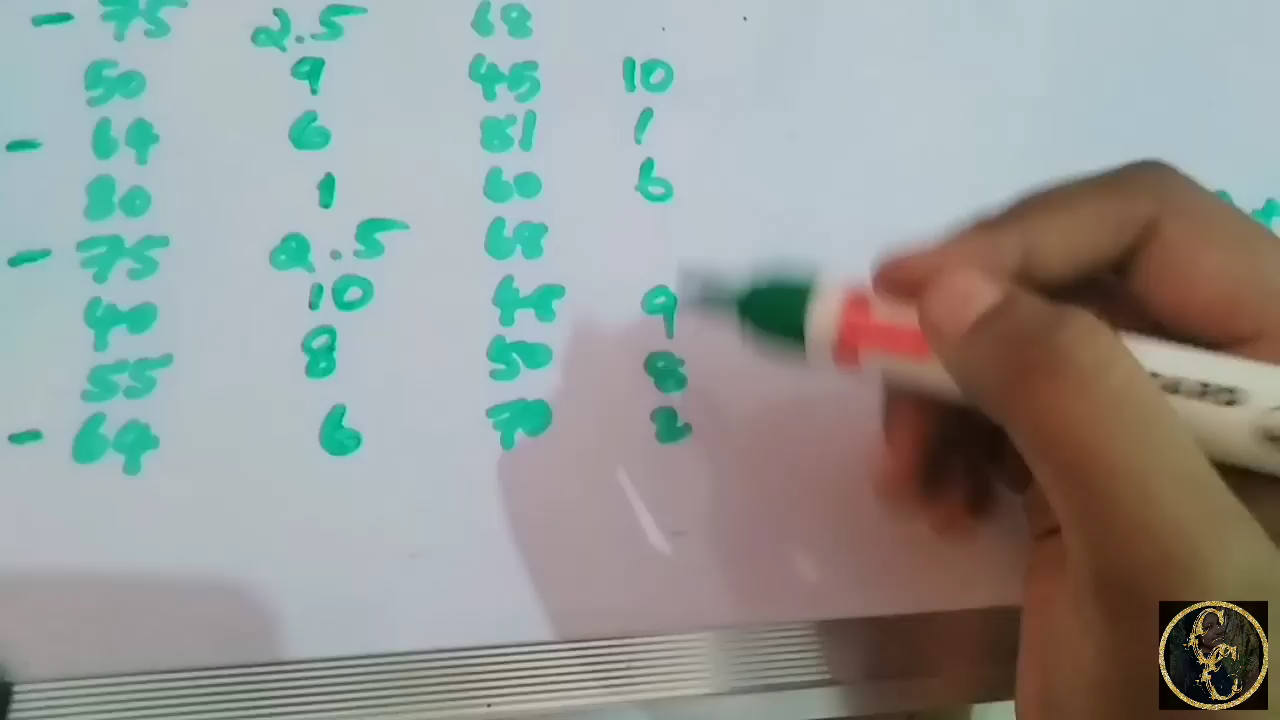 - 75 2.5 68
50 9 45 10
- 64 6 81 1
80 1 60 6
- 75 2.5 68
40 10 48 9
55 8 50 8
- 64 6 70 2